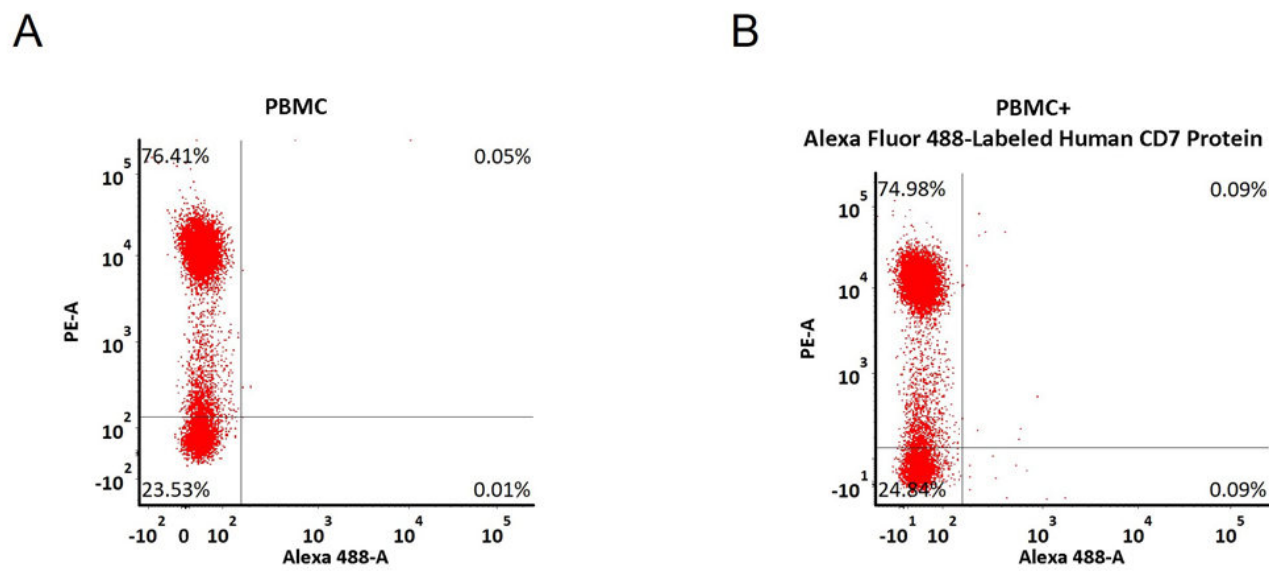 A
B
PBMC
76.41%
0.05%
10^5
10^4
10^3
10^2
-10^2
PE-A
23.53%
0.01%
-10^2 0 10^2 10^3 10^4 10^5
Alexa 488-A
PBMC+
Alexa Fluor 488-Labeled Human CD7 Protein
74.98%
0.09%
10^5
10^4
10^3
-10^1
PE-A
24.84%
0.09%
-10^1 10^2 10^3 10^4 10^5
Alexa 488-A